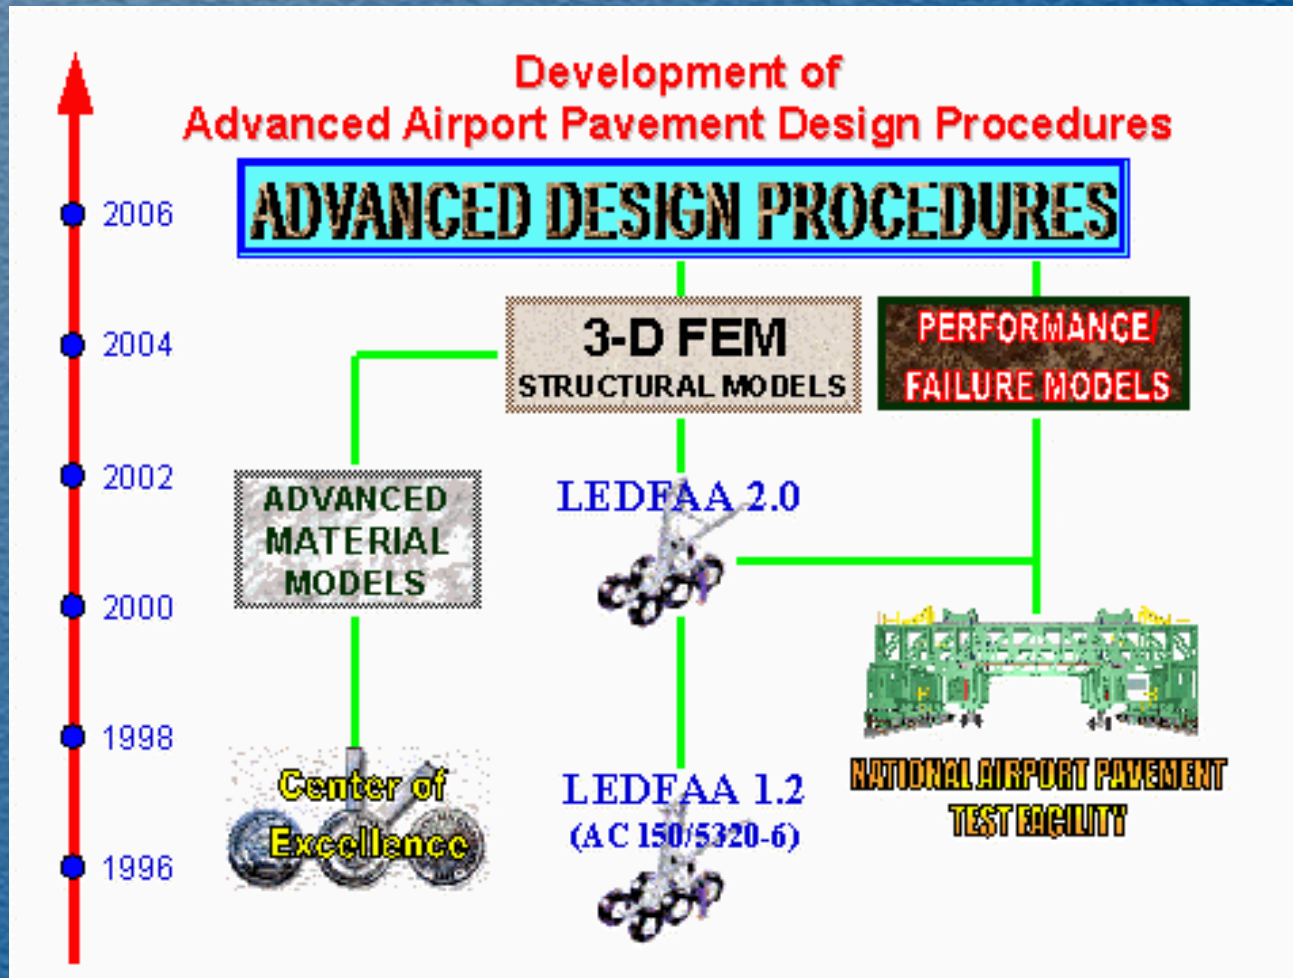 Development of
Advanced Airport Pavement Design Procedures
ADVANCED DESIGN PROCEDURES
2006
3-D FEM
STRUCTURAL MODELS
PERFORMANCE/
FAILURE MODELS
2004
2002
ADVANCED
MATERIAL
MODELS
LEDFAA 2.0
2000
1998
Center of
Excellence
LEDFAA 1.2
(AC 150/5320-6)
NATIONAL AIRPORT PAVEMENT
TEST FACILITY
1996